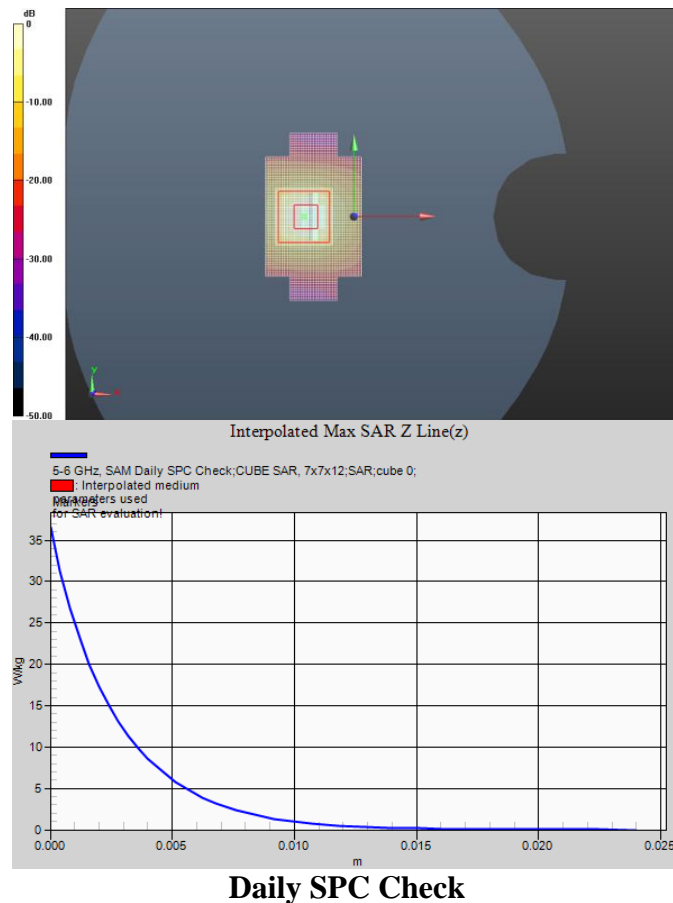 dB
0
-10.00
-20.00
-30.00
-40.00
-50.00
Y
X
Interpolated Max SAR Z Line(z)
5-6 GHz, SAM Daily SPC Check;CUBE SAR, 7x7x12;SAR;cube 0;
: Interpolated medium
parameters used
Markers
for SAR evaluation!
35
30
25
20
15
10
5
0
W/kg
0.000 0.005 0.010 0.015 0.020 0.025
m
Daily SPC Check